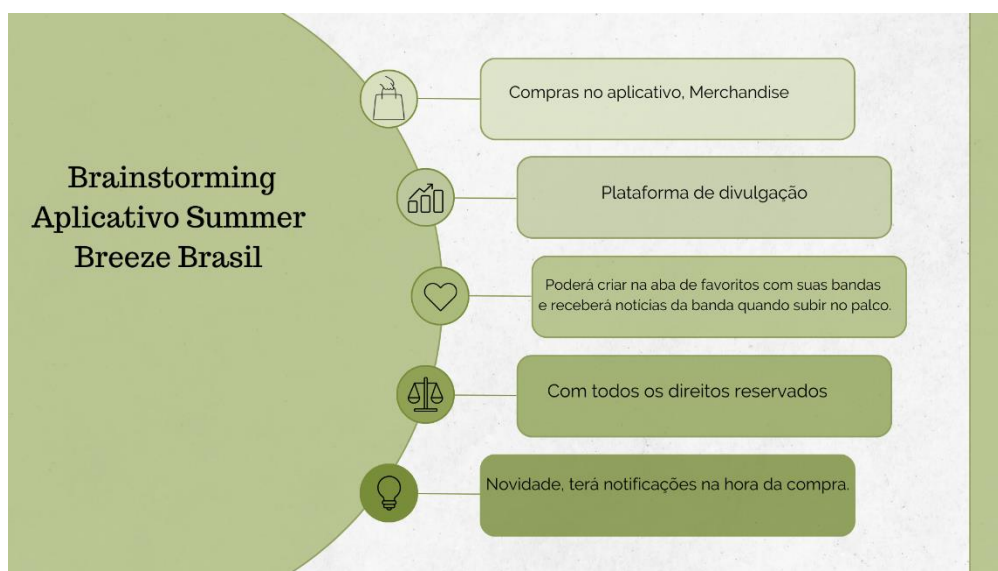 Brainstorming
Aplicativo Summer
Breeze Brasil
Compras no aplicativo, Merchandise
Plataforma de divulgação
Poderá criar na aba de favoritos com suas bandas
e receberá noticias da banda quando subir no palco.
Com todos os direitos reservados
Novidade, terá notificações na hora da compra.